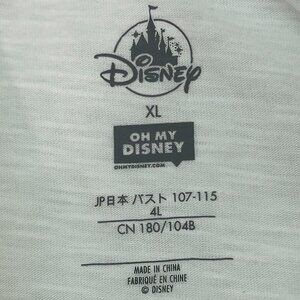 Disney
XL
OH MY
DISNEY
OHMYDISNEY.COM
JP日本 バスト 107-115
4L
CN 180/104B
MADE IN CHINA
FABRIQUÉ EN CHINE
© DISNEY